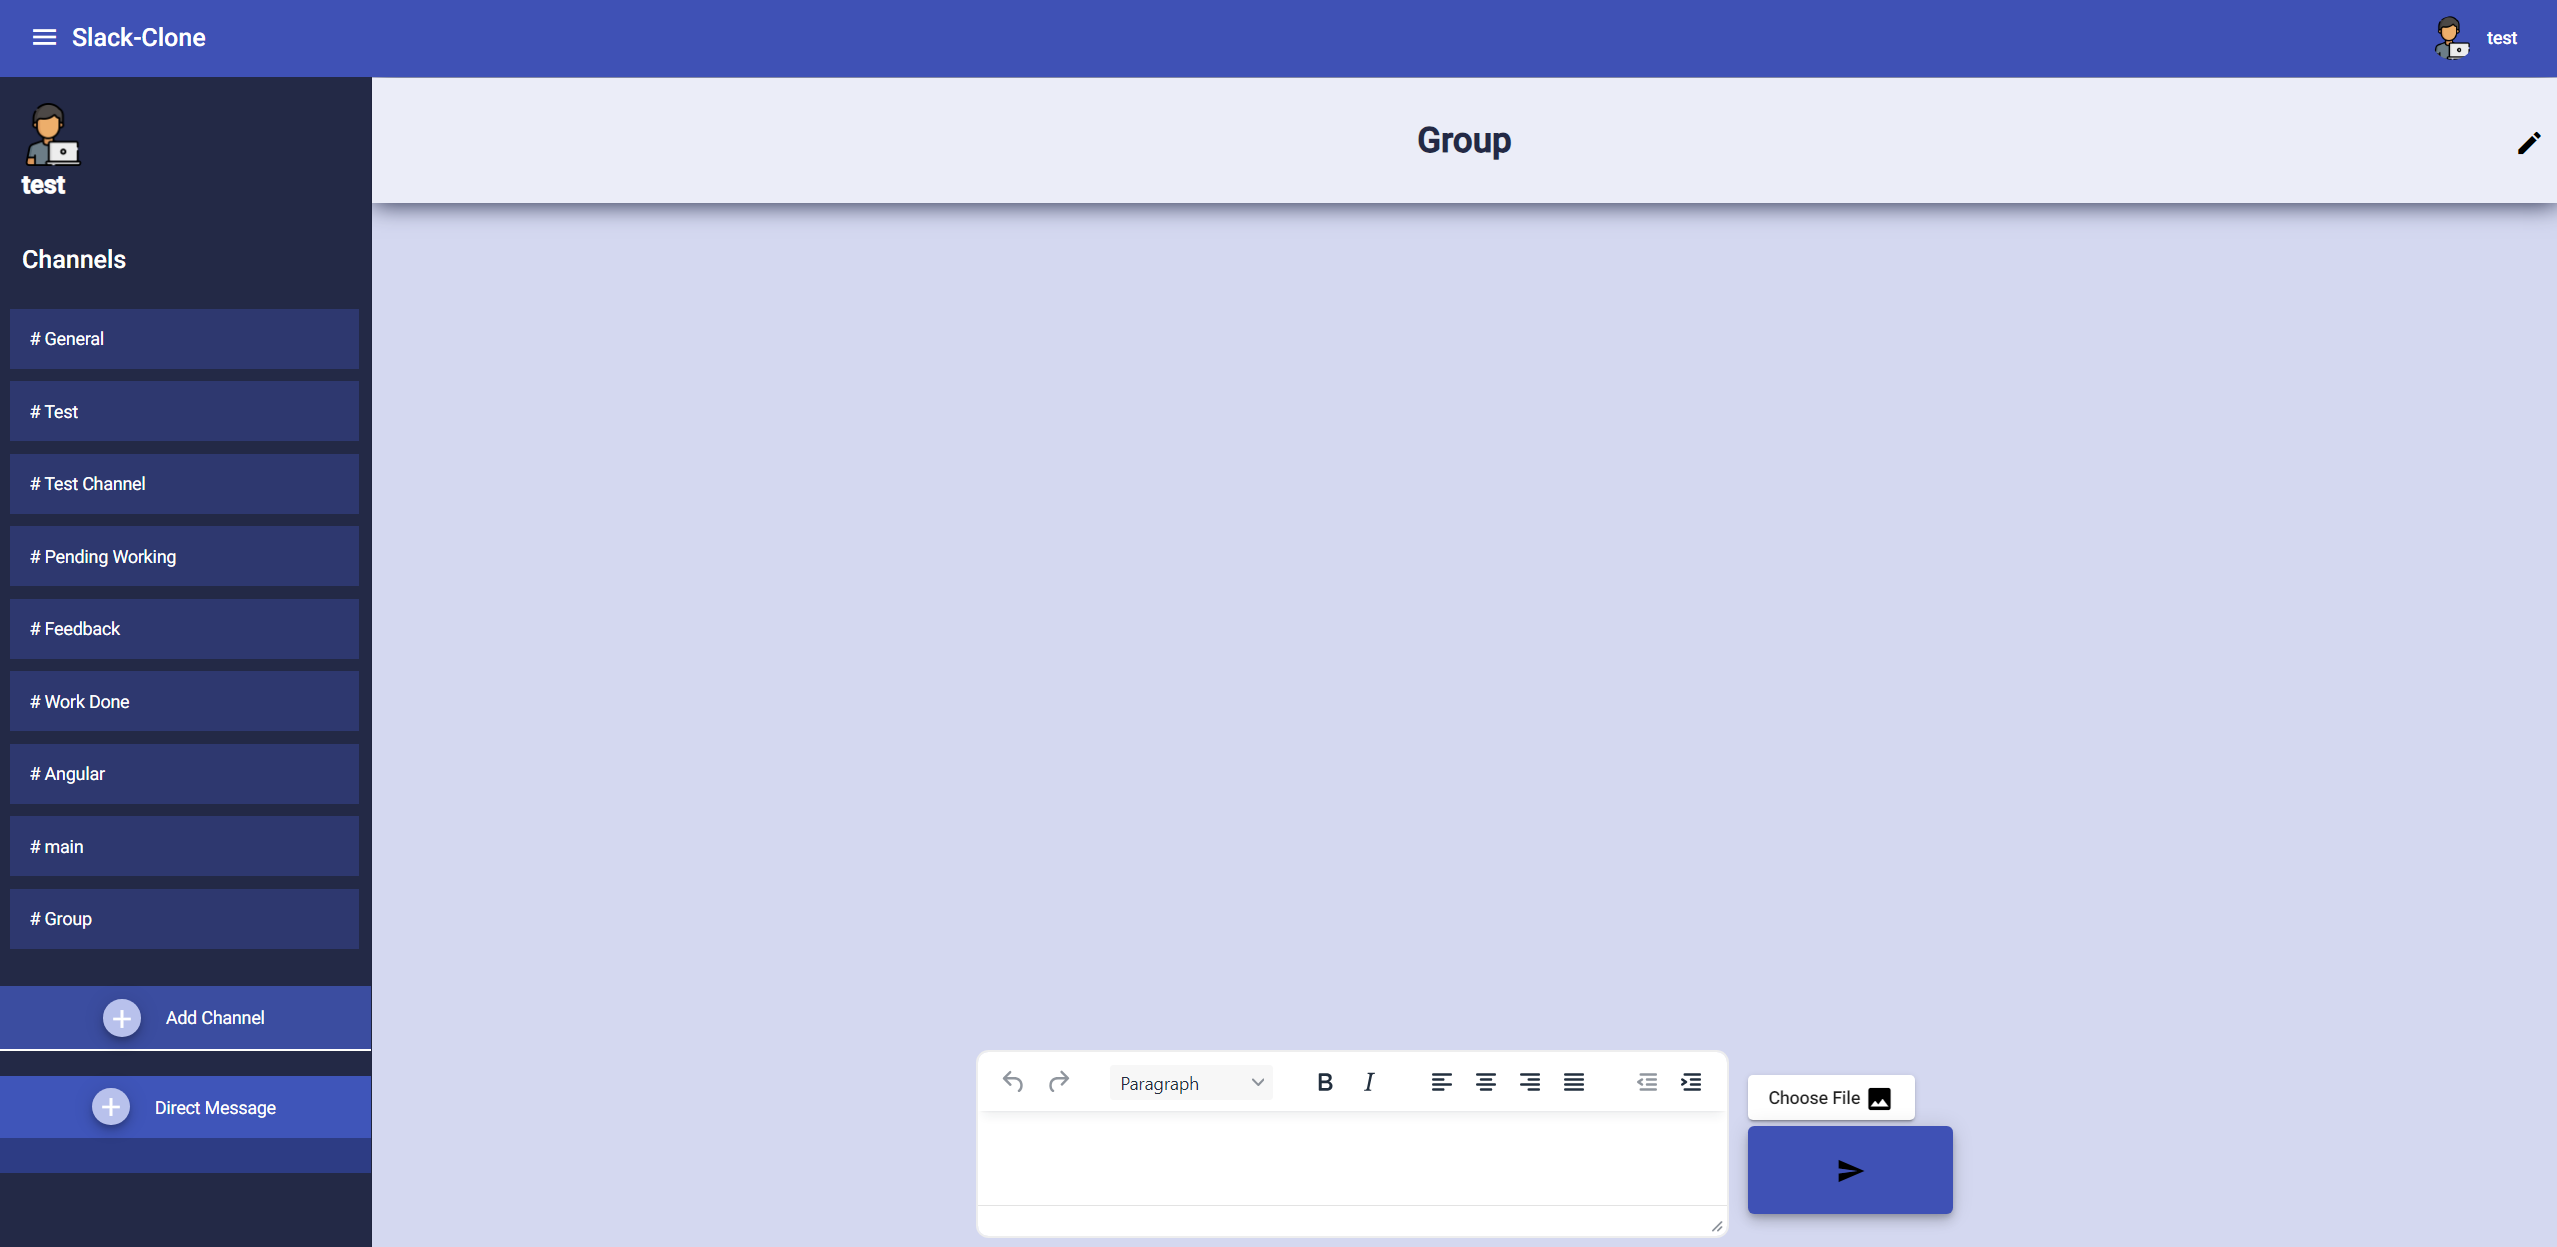 Slack-Clone
test
test
Channels
# General
# Test
# Test Channel
# Pending Working
# Feedback
# Work Done
# Angular
# main
# Group
Add Channel
Direct Message
Group
Paragraph
B I
Choose File